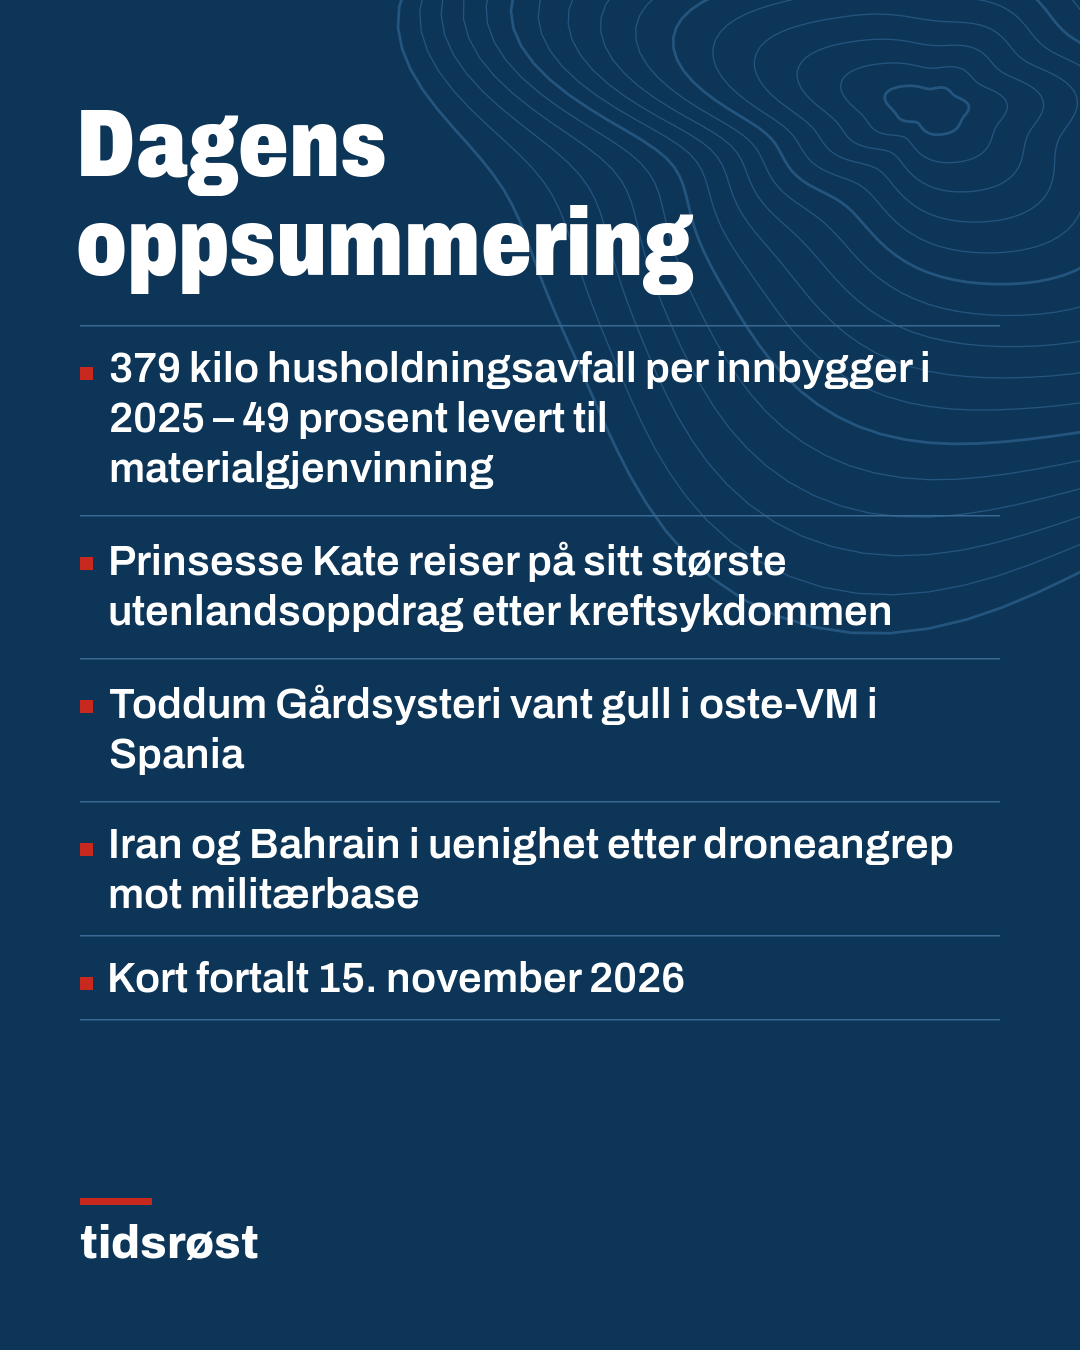 Dagens
oppsummering
379 kilo husholdningsavfall per innbygger i
2025 – 49 prosent levert til
materialgjenvinning
Prinsesse Kate reiser på sitt største
utenlandsoppdrag etter kreftsykdommen
Toddum Gårdsysteri vant gull i oste-VM i
Spania
Iran og Bahrain i uenighet etter droneangrep
mot militærbase
Kort fortalt 15. november 2026
tidsrøst